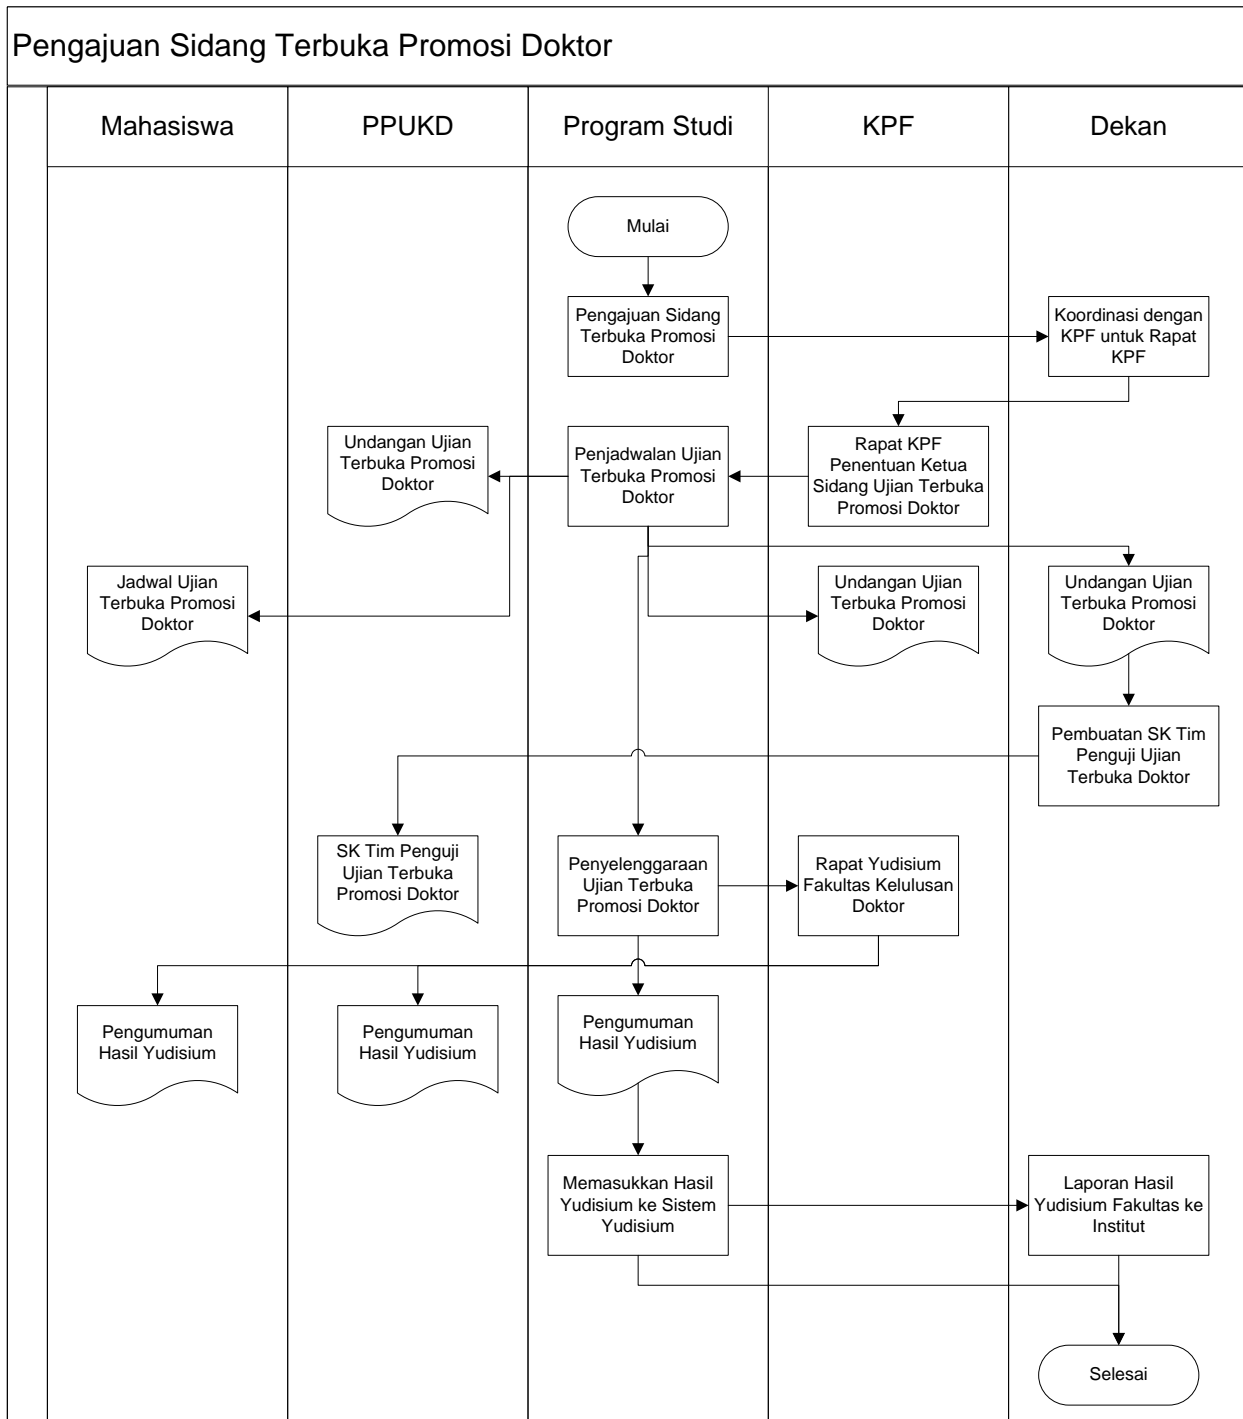 Pengajuan Sidang Terbuka Promosi Doktor
Mahasiswa
PPUKD
Program Studi
KPF
Dekan
Mulai
Pengajuan Sidang
Terbuka Promosi
Doktor
Koordinasi dengan
KPF untuk Rapat
KPF
Undangan Ujian
Terbuka Promosi
Doktor
Penjadwalan Ujian
Terbuka Promosi
Doktor
Rapat KPF
Penentuan Ketua
Sidang Ujian Terbuka
Promosi Doktor
Jadwal Ujian
Terbuka Promosi
Doktor
Undangan Ujian
Terbuka Promosi
Doktor
Undangan Ujian
Terbuka Promosi
Doktor
Pembuatan SK Tim
Penguji Ujian
Terbuka Doktor
SK Tim Penguji
Ujian Terbuka
Promosi Doktor
Penyelenggaraan
Ujian Terbuka
Promosi Doktor
Rapat Yudisium
Fakultas Kelulusan
Doktor
Pengumuman
Hasil Yudisium
Pengumuman
Hasil Yudisium
Pengumuman
Hasil Yudisium
Memasukkan Hasil
Yudisium ke Sistem
Yudisium
Laporan Hasil
Yudisium Fakultas ke
Institut
Selesai